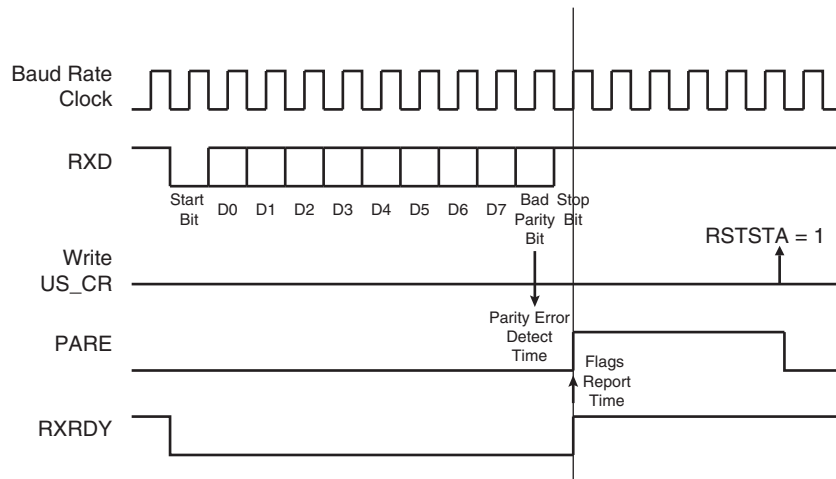 Baud Rate
Clock
RXD
Start
Bit
D0
D1
D2
D3
D4
D5
D6
D7
Bad
Parity
Bit
Stop
Bit
RSTSTA = 1
Write
US_CR
Parity Error
Detect
Time
PARE
Flags
Report
Time
RXRDY